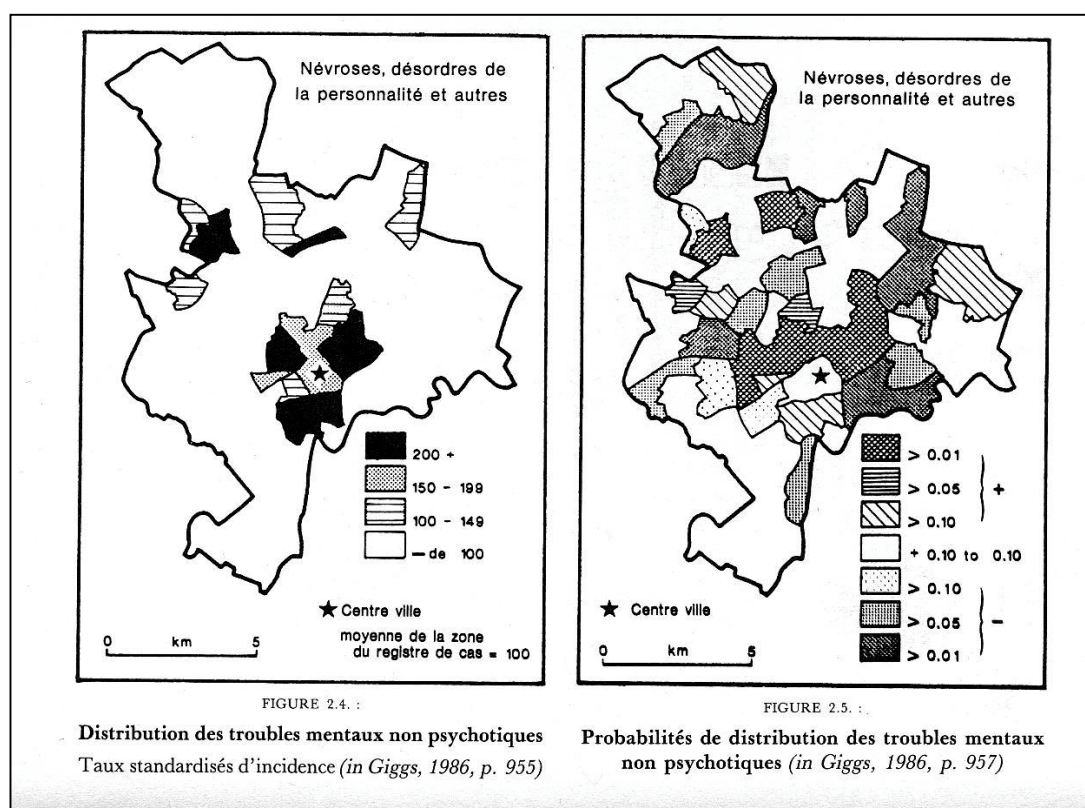 Névroses, désordres de
la personnalité et autres
200 +
150 - 199
100 - 149
— de 100
★ Centre ville
0 km 5
moyenne de la zone
du registre de cas = 100
FIGURE 2.4. :
Distribution des troubles mentaux non psychotiques
Taux standardisés d'incidence (in Giggs, 1986, p. 955)
Névroses, désordres de
la personnalité et autres
> 0.01
> 0.05 +
> 0.10
+ 0.10 to 0.10
> 0.10
> 0.05 −
> 0.01
★ Centre ville
0 km 5
FIGURE 2.5. :
Probabilités de distribution des troubles mentaux
non psychotiques (in Giggs, 1986, p. 957)